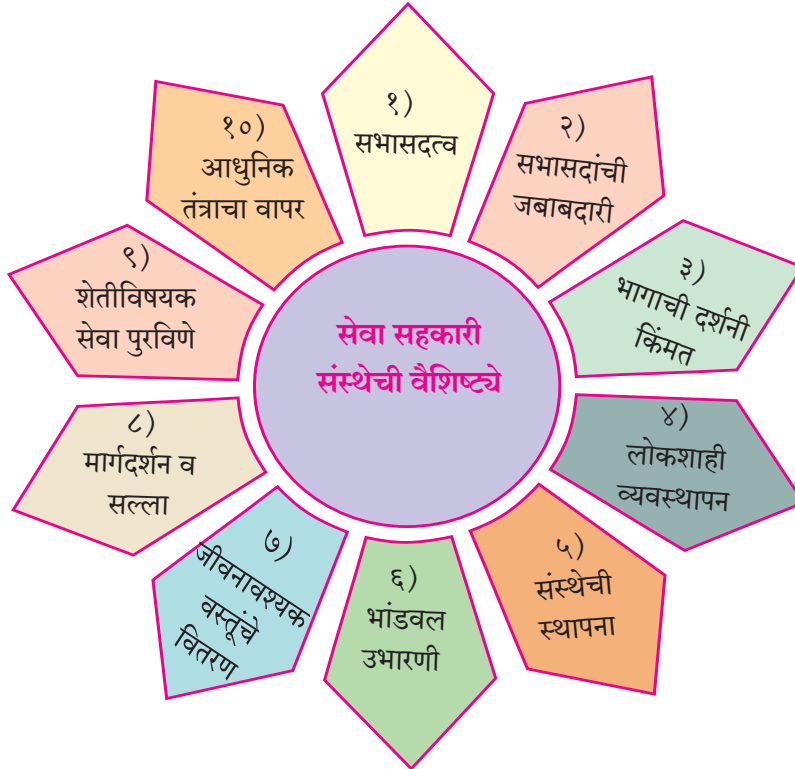 सेवा सहकारी
संस्थेची वैशिष्ट्ये
१)
सभासदत्व
२)
सभासदांची
जबाबदारी
३)
भागाची दर्शनी
किंमत
४)
लोकशाही
व्यवस्थापन
५)
संस्थेची
स्थापना
६)
भांडवल
उभारणी
७)
जीवनावश्यक
वस्तूंचे
वितरण
८)
मार्गदर्शन व
सल्ला
९)
शेतीविषयक
सेवा पुरविणे
१०)
आधुनिक
तंत्राचा वापर